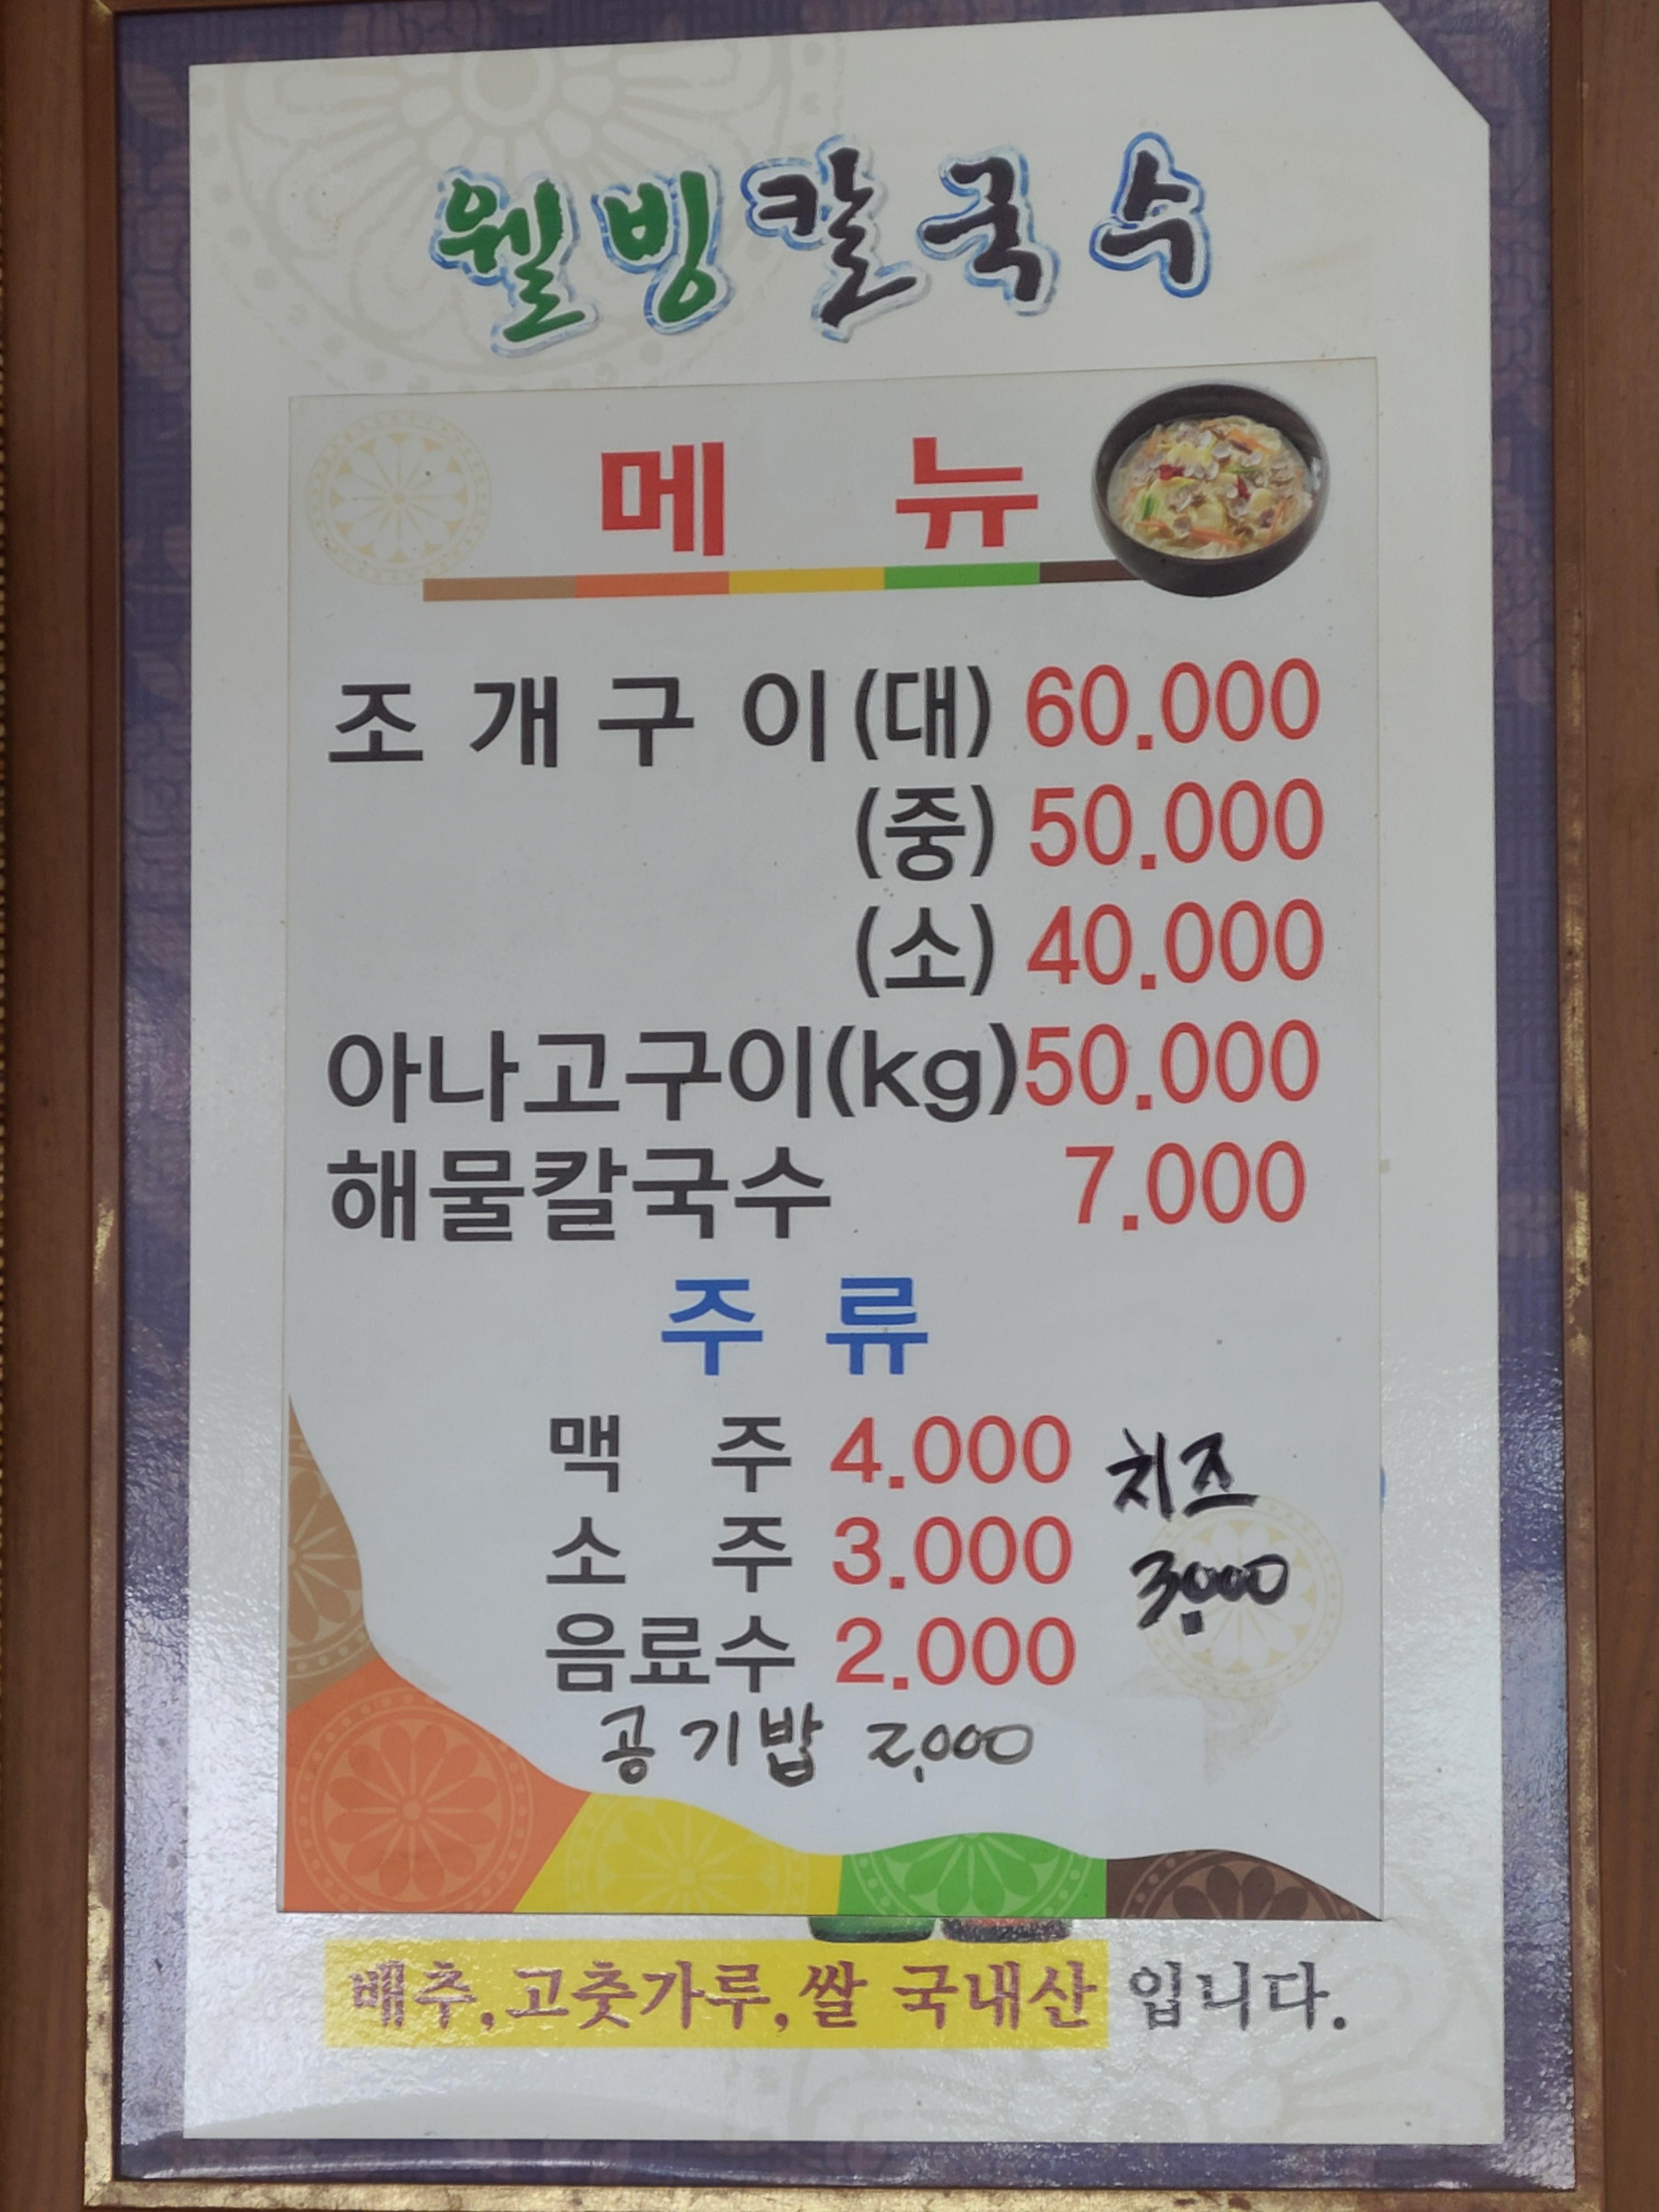 웰빙칼국수
메 뉴
조 개 구 이(대) 60.000
(중) 50.000
(소) 40.000
아나고구이(kg)50.000
해물칼국수 7.000
주 류
맥 주 4.000
치즈
소 주 3.000
3,000
음료수 2.000
공기밥 2,000
배추,고춧가루,쌀 국내산 입니다.